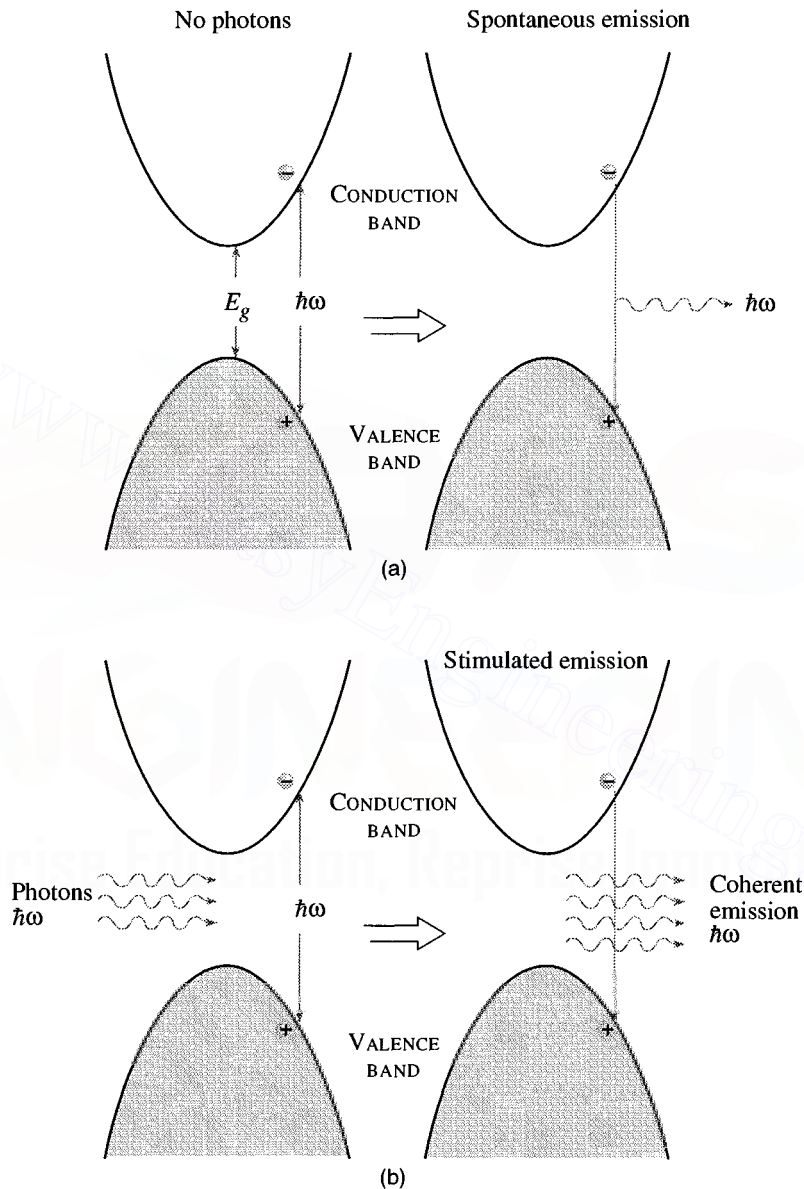 No photons
Spontaneous emission
CONDUCTION
BAND
E_g
ħω
ħω
VALENCE
BAND
(a)
Stimulated emission
CONDUCTION
BAND
Photons
ħω
ħω
Coherent
emission
ħω
VALENCE
BAND
(b)